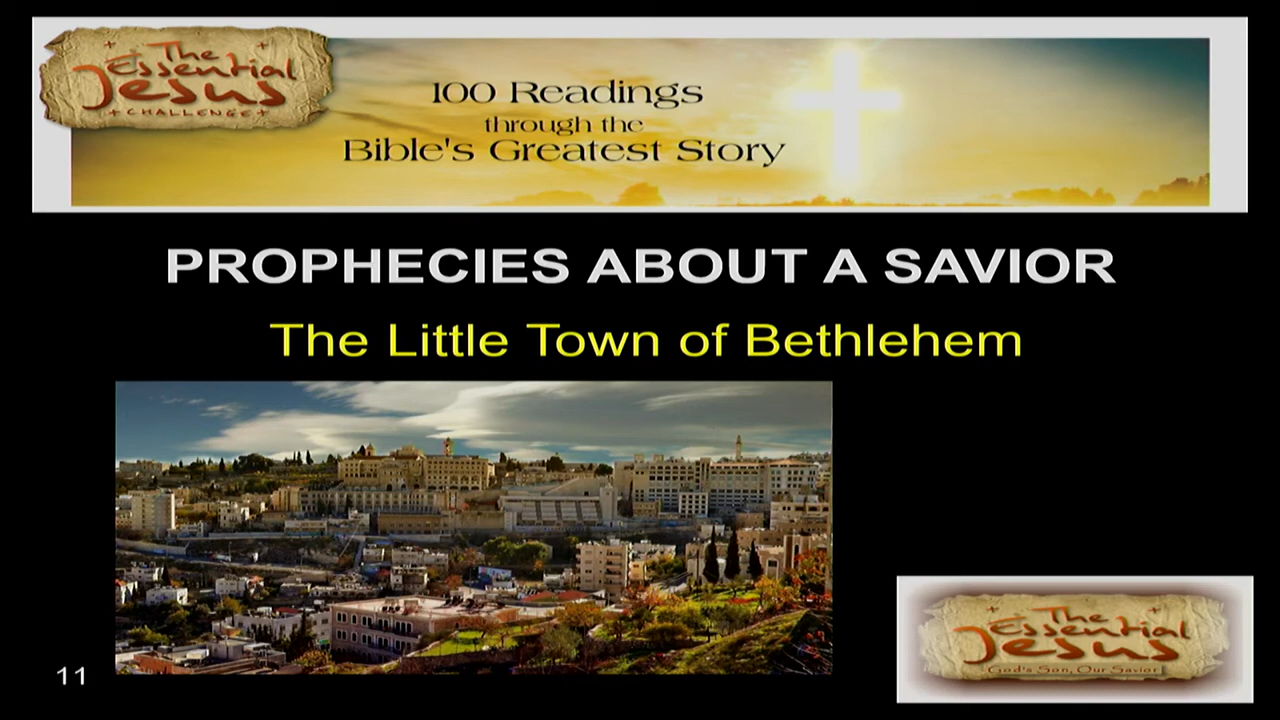 The
Essential
Jesus
CHALLENGE
100 Readings
through the
Bible's Greatest Story
PROPHECIES ABOUT A SAVIOR
The Little Town of Bethlehem
11
The
Essential
Jesus
God's Son, Our Savior